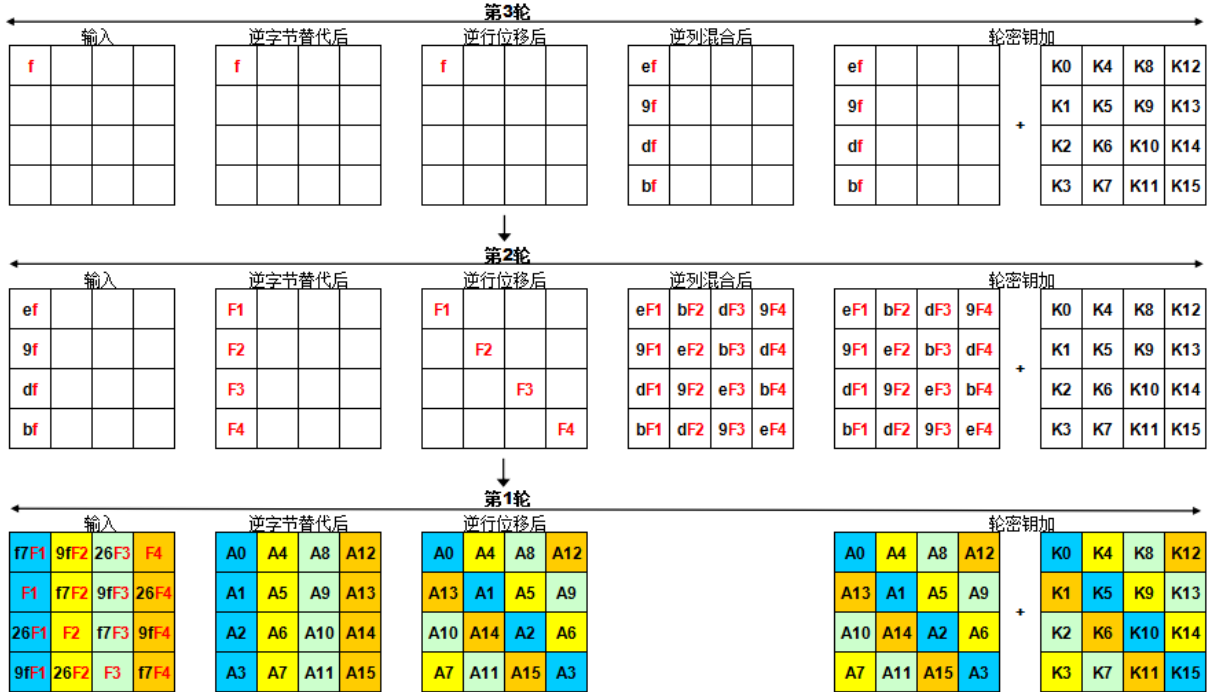 第3轮
输入 逆字节替代后 逆行位移后 逆列混合后 轮密钥加
f f f ef ef K0 K4 K8 K12
9f 9f K1 K5 K9 K13
+
df df K2 K6 K10 K14
bf bf K3 K7 K11 K15
第2轮
输入 逆字节替代后 逆行位移后 逆列混合后 轮密钥加
ef F1 F1 eF1 bF2 dF3 9F4 eF1 bF2 dF3 9F4 K0 K4 K8 K12
9f F2 F2 9F1 eF2 bF3 dF4 9F1 eF2 bF3 dF4 K1 K5 K9 K13
+
df F3 F3 dF1 9F2 eF3 bF4 dF1 9F2 eF3 bF4 K2 K6 K10 K14
bf F4 F4 bF1 dF2 9F3 eF4 bF1 dF2 9F3 eF4 K3 K7 K11 K15
第1轮
输入 逆字节替代后 逆行位移后 轮密钥加
f7F1 9fF2 26F3 F4 A0 A4 A8 A12 A0 A4 A8 A12 A0 A4 A8 A12 K0 K4 K8 K12
F1 f7F2 9fF3 26F4 A1 A5 A9 A13 A13 A1 A5 A9 A13 A1 A5 A9 K1 K5 K9 K13
+
26F1 F2 f7F3 9fF4 A2 A6 A10 A14 A10 A14 A2 A6 A10 A14 A2 A6 K2 K6 K10 K14
9fF1 26F2 F3 f7F4 A3 A7 A11 A15 A7 A11 A15 A3 A7 A11 A15 A3 K3 K7 K11 K15